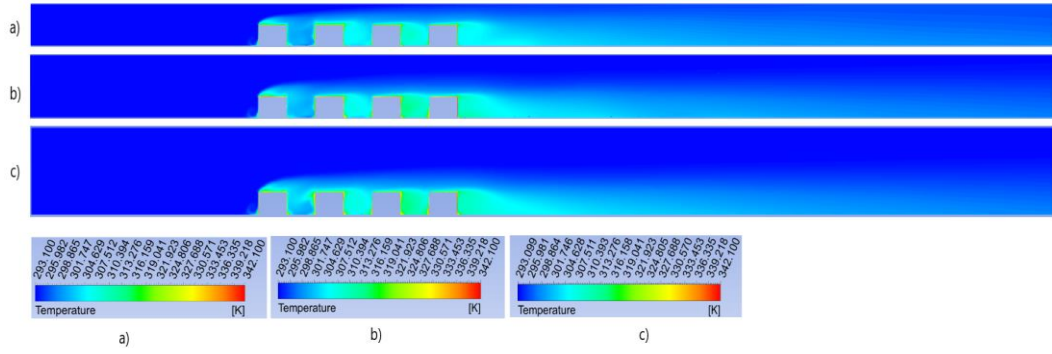 a)
b)
c)
293.100 295.982 298.865 301.747 304.629 307.512 310.394 313.276 316.159 319.041 321.923 324.806 327.688 330.571 333.453 336.335 339.218 342.100
Temperature [K]
293.100 295.982 298.865 301.747 304.629 307.512 310.394 313.276 316.159 319.041 321.923 324.806 327.688 330.571 333.453 336.335 339.218 342.100
Temperature [K]
293.099 295.981 298.864 301.746 304.628 307.511 310.393 313.276 316.158 319.041 321.923 324.805 327.688 330.570 333.453 336.335 339.218 342.100
Temperature [K]
a)
b)
c)